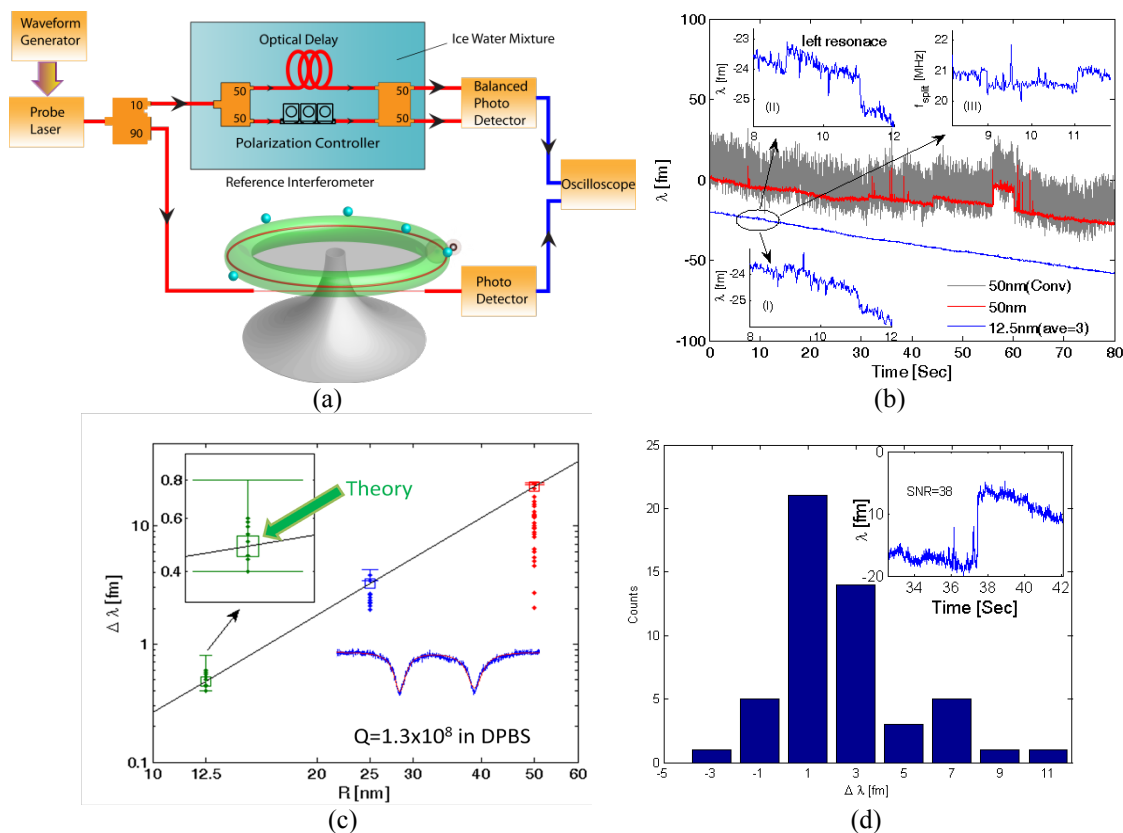 Waveform
Generator
Probe
Laser
10
90
Optical Delay
50
50
50
50
Polarization Controller
Reference Interferometer
Ice Water Mixture
Balanced
Photo
Detector
Oscilloscope
Photo
Detector
(a)
100
50
0
-50
-100
λ [fm]
0 10 20 30 40 50 60 70 80
Time [Sec]
left resonace
-23
-24
-25
λ [fm]
(II)
8 10 12
22
21
20
f_split
[MHz]
(III)
9 10 11
-24
-25
λ [fm]
(I)
8 10 12
50nm(Conv)
50nm
12.5nm(ave=3)
(b)
10
1
0.1
Δ λ [fm]
10 12.5 20 25 30 40 50 60
R [nm]
0.8
0.6
0.4
Theory
Q=1.3x10⁸ in DPBS
(c)
25
20
15
10
5
0
Counts
-5 -3 -1 1 3 5 7 9 11
Δ λ [fm]
0
-10
-20
λ [fm]
SNR=38
34 36 38 40 42
Time [Sec]
(d)